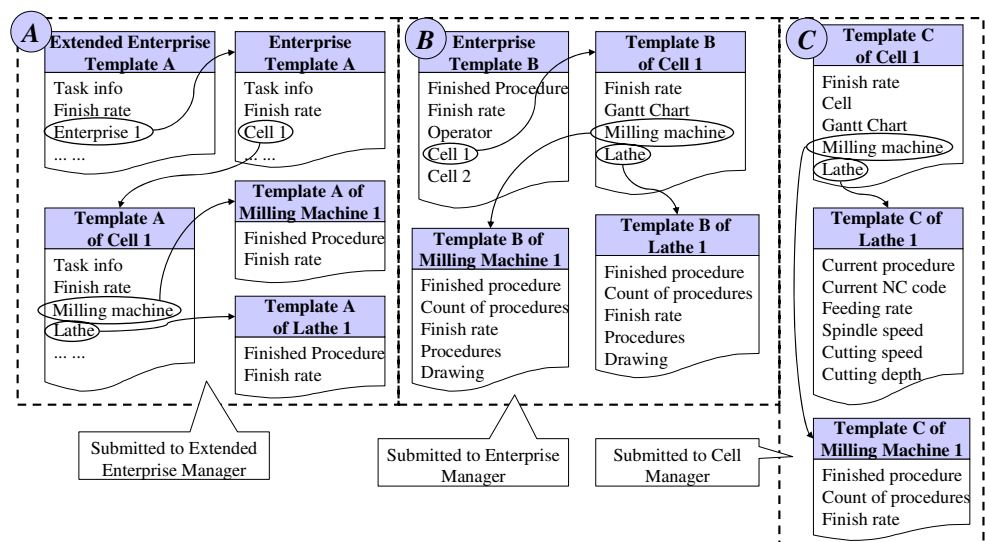 A
Extended Enterprise
Template A
Task info
Finish rate
Enterprise 1
... ...
Enterprise
Template A
Task info
Finish rate
Cell 1
... ...
Template A
of Cell 1
Task info
Finish rate
Milling machine
Lathe
... ...
Template A of
Milling Machine 1
Finished Procedure
Finish rate
Template A
of Lathe 1
Finished Procedure
Finish rate
Submitted to Extended
Enterprise Manager
B
Enterprise
Template B
Finished Procedure
Finish rate
Operator
Cell 1
Cell 2
Template B
of Cell 1
Finish rate
Gantt Chart
Milling machine
Lathe
Template B of
Milling Machine 1
Finished procedure
Count of procedures
Finish rate
Procedures
Drawing
Template B of
Lathe 1
Finished procedure
Count of procedures
Finish rate
Procedures
Drawing
Submitted to Enterprise
Manager
C
Template C
of Cell 1
Finish rate
Cell
Gantt Chart
Milling machine
Lathe
Template C of
Lathe 1
Current procedure
Current NC code
Feeding rate
Spindle speed
Cutting speed
Cutting depth
Template C of
Milling Machine 1
Finished procedure
Count of procedures
Finish rate
Submitted to Cell
Manager